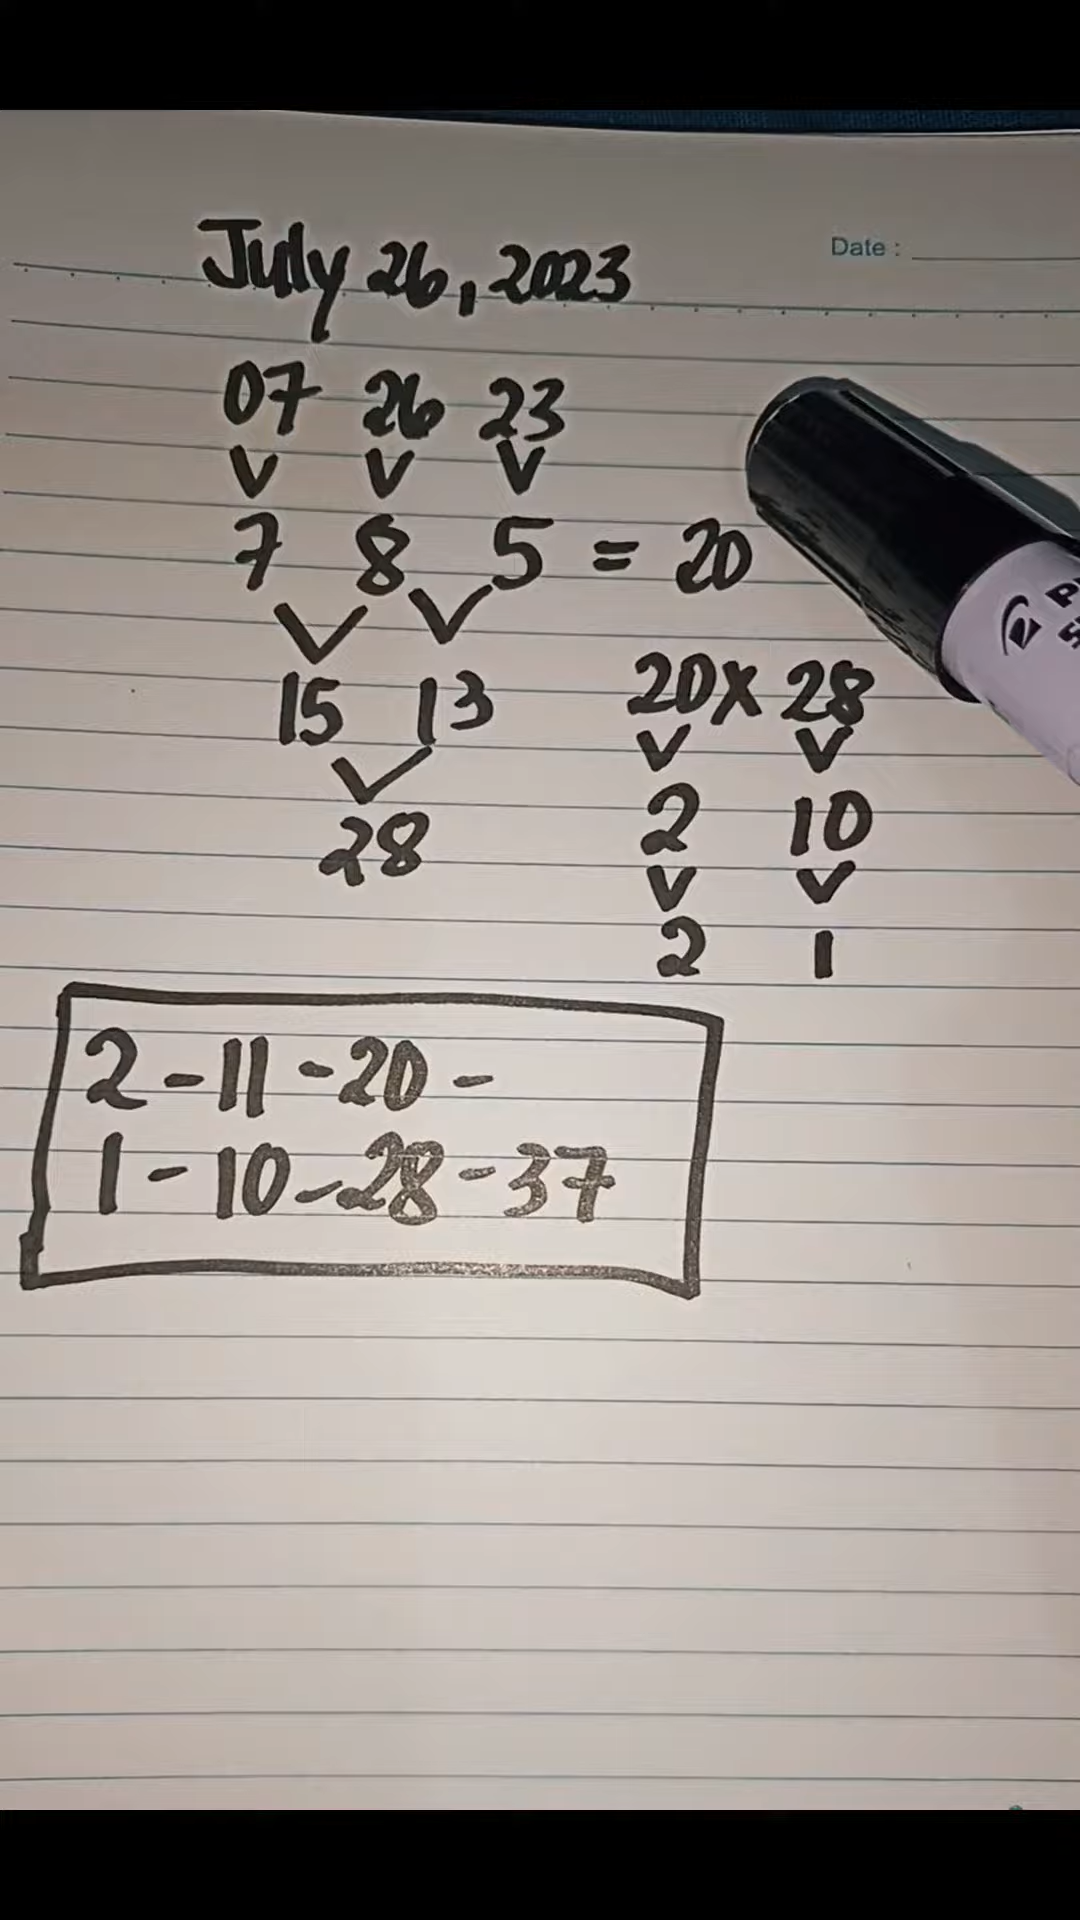 July 26, 2023
Date :
07 26 23
7 8 5 = 20
15 13
20 x 28
28
2 10
2 1
2 - 11 - 20 -
1 - 10 - 28 - 37